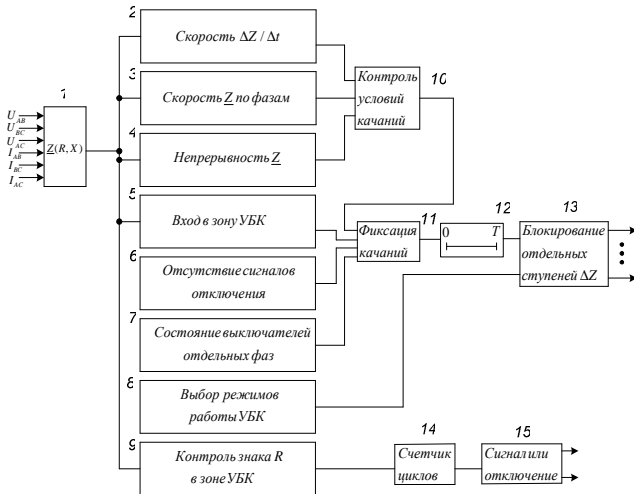 1
U_AB
U_BC
U_AC
I_AB
I_BC
I_AC
Z(R, X)
2
Скорость ΔZ / Δt
3
Скорость Z по фазам
4
Непрерывность Z
5
Вход в зону УБК
6
Отсутствие сигналов
отключения
7
Состояние выключателей
отдельных фаз
8
Выбор режимов
работы УБК
9
Контроль знака R
в зоне УБК
10
Контроль
условий
качаний
11
Фиксация
качаний
12
0 T
13
Блокирование
отдельных
ступеней ΔZ
14
Счетчик
циклов
15
Сигнал или
отключение